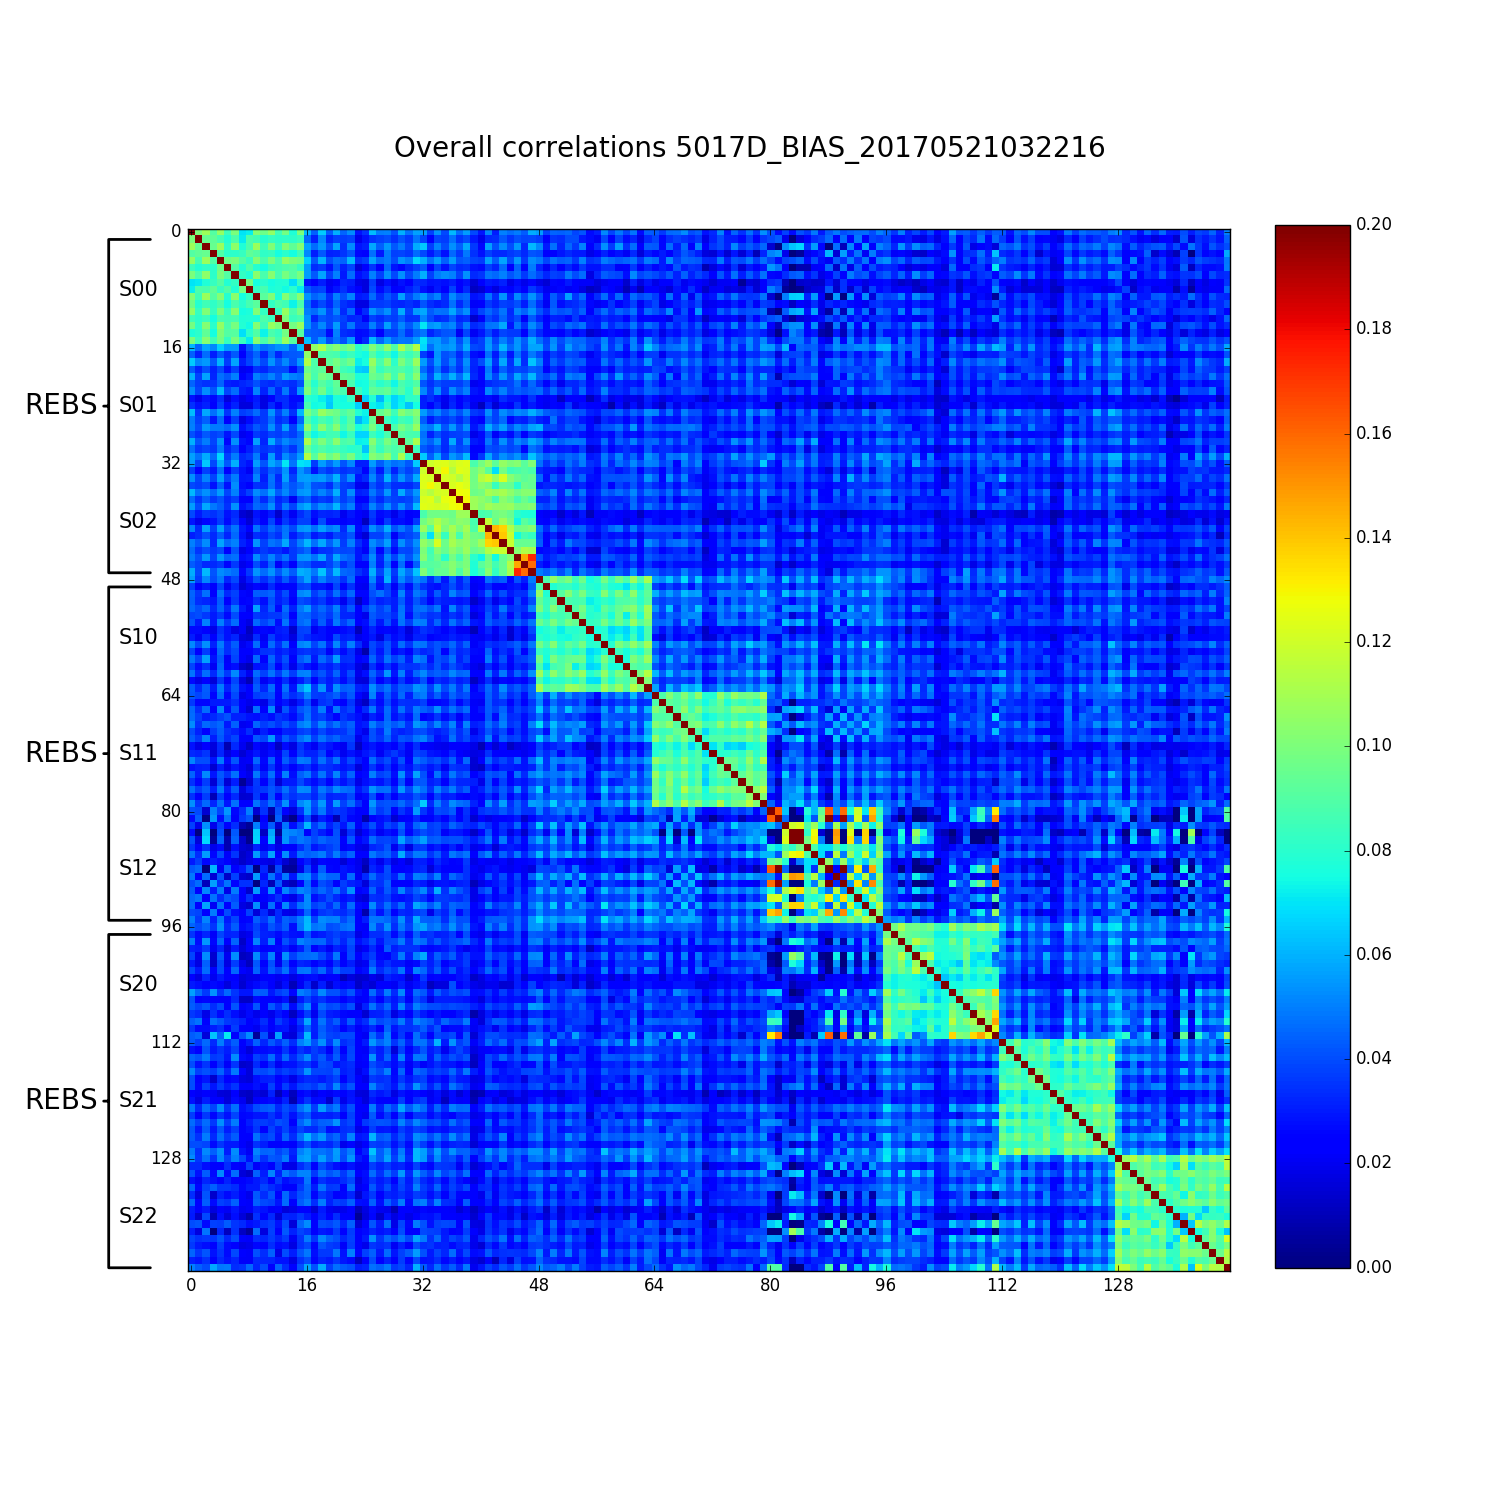 Overall correlations 5017D_BIAS_20170521032216
0
S00
16
REBS
S01
32
S02
48
S10
64
REBS
S11
80
S12
96
S20
112
REBS
S21
128
S22
0 16 32 48 64 80 96 112 128
0.20
0.18
0.16
0.14
0.12
0.10
0.08
0.06
0.04
0.02
0.00